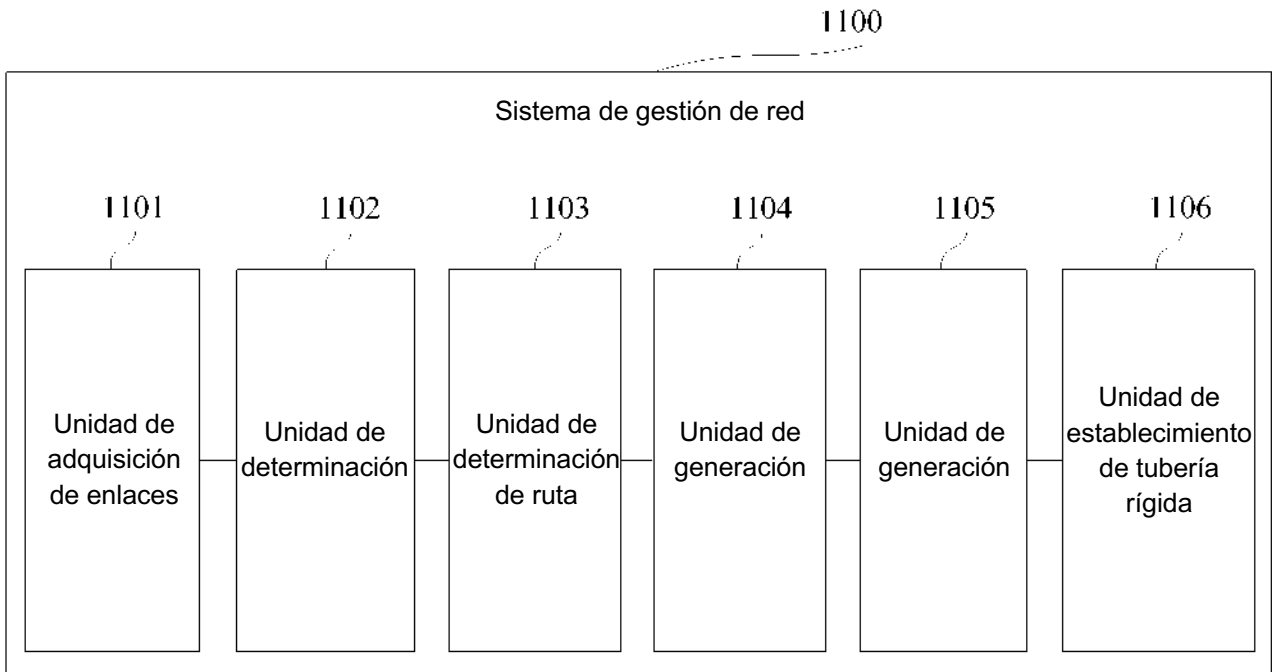 1100
Sistema de gestión de red
1101
1102
1103
1104
1105
1106
Unidad de
adquisición
de enlaces
Unidad de
determinación
Unidad de
determinación
de ruta
Unidad de
generación
Unidad de
generación
Unidad de
establecimiento
de tubería
rígida